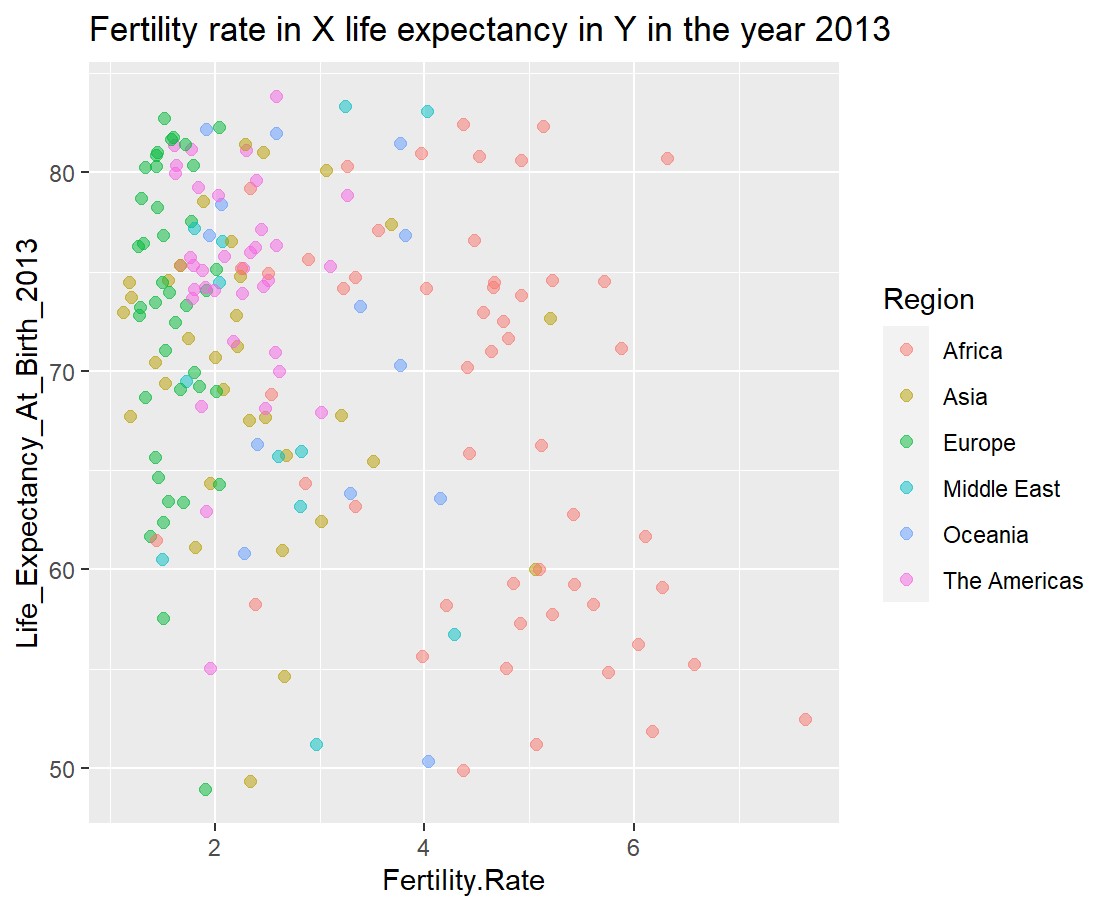 Fertility rate in X life expectancy in Y in the year 2013
Life_Expectancy_At_Birth_2013
80
70
60
50
2 4 6
Fertility.Rate
Region
Africa
Asia
Europe
Middle East
Oceania
The Americas